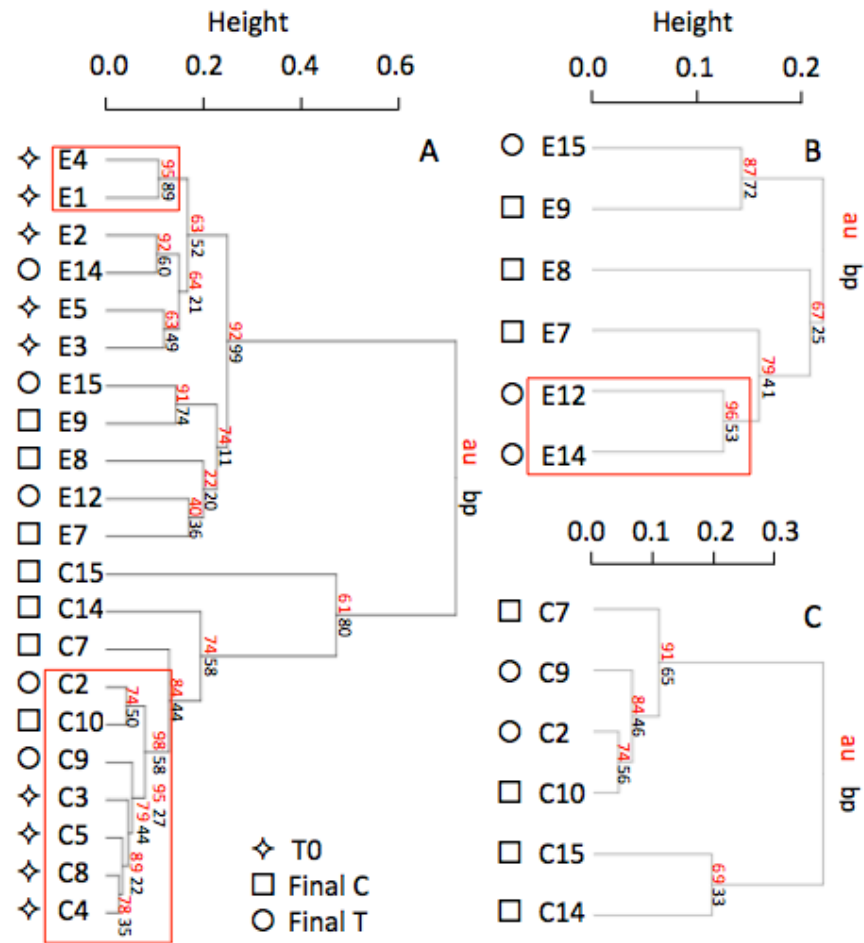 Height
0.0 0.2 0.4 0.6
A
E4
95 89
E1
63 52
E2
92 60
E14
64 21
E5
63 49
E3
92 99
E15
91 74
E9
74 11
E8
22 20
E12
40 36
E7
au bp
C15
61 80
C14
74 58
C7
84 44
C2
74 50
C10
98 58
C9
95 27
C3
79 44
C5
89 22
C8
78 35
C4
T0
Final C
Final T
Height
0.0 0.1 0.2
B
E15
87 72
E9
au bp
E8
67 25
E7
79 41
E12
96 53
E14
0.0 0.1 0.2 0.3
C
C7
91 65
C9
84 46
C2
74 56
C10
au bp
C15
69 33
C14